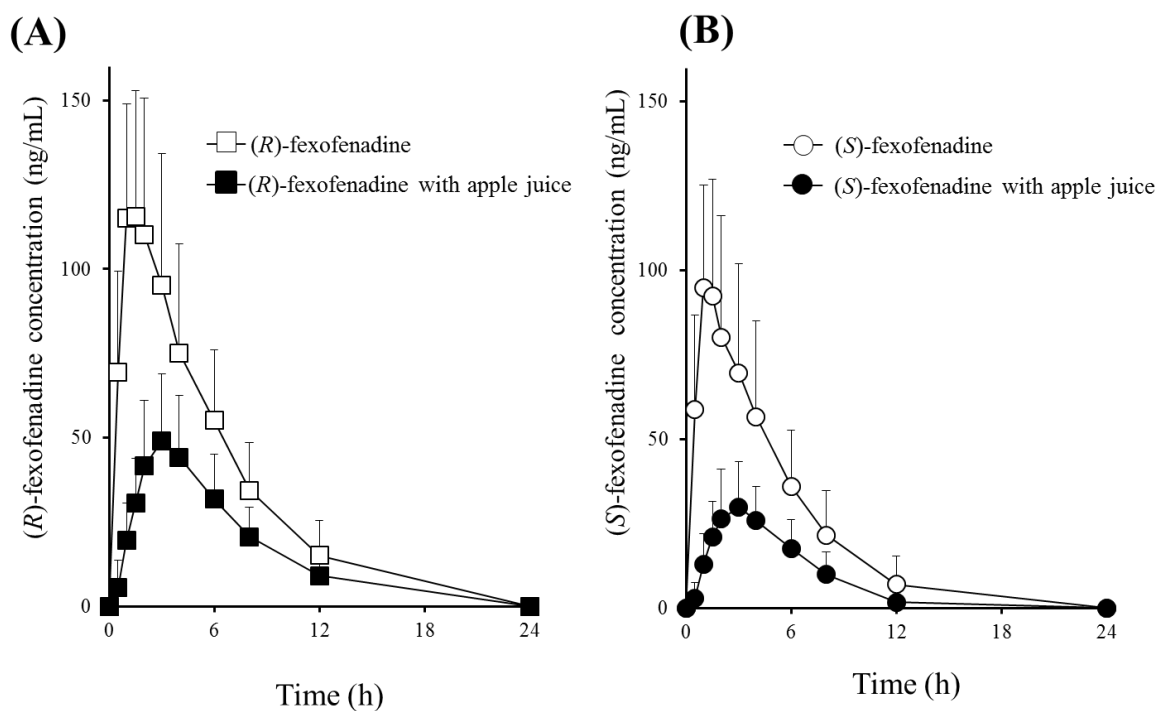 (A)
(R)-fexofenadine concentration (ng/mL)
150
100
50
0
(R)-fexofenadine
(R)-fexofenadine with apple juice
0 6 12 18 24
Time (h)
(B)
(S)-fexofenadine concentration (ng/mL)
150
100
50
0
(S)-fexofenadine
(S)-fexofenadine with apple juice
0 6 12 18 24
Time (h)